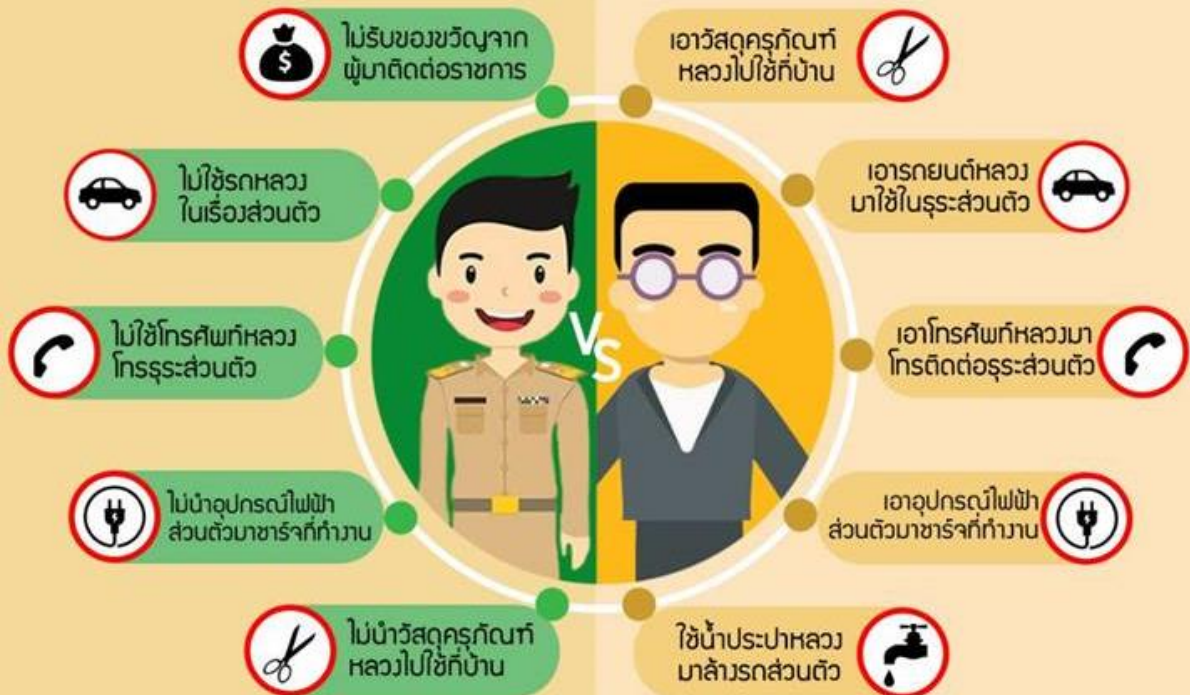 ไม่รับของขวัญจาก
ผู้มาติดต่อราชการ
ไม่ใช้รถหลวง
ในเรื่องส่วนตัว
ไม่ใช้โทรศัพท์หลวง
โทรธุระส่วนตัว
ไม่นำอุปกรณ์ไฟฟ้า
ส่วนตัวมาชาร์จที่ทำงาน
ไม่นำวัสดุครุภัณฑ์
หลวงไปใช้ที่บ้าน
VS
เอาวัสดุครุภัณฑ์
หลวงไปใช้ที่บ้าน
เอารถยนต์หลวง
มาใช้ในธุระส่วนตัว
เอาโทรศัพท์หลวงมา
โทรติดต่อธุระส่วนตัว
เอาอุปกรณ์ไฟฟ้า
ส่วนตัวมาชาร์จที่ทำงาน
ใช้น้ำประปาหลวง
มาล้างรถส่วนตัว